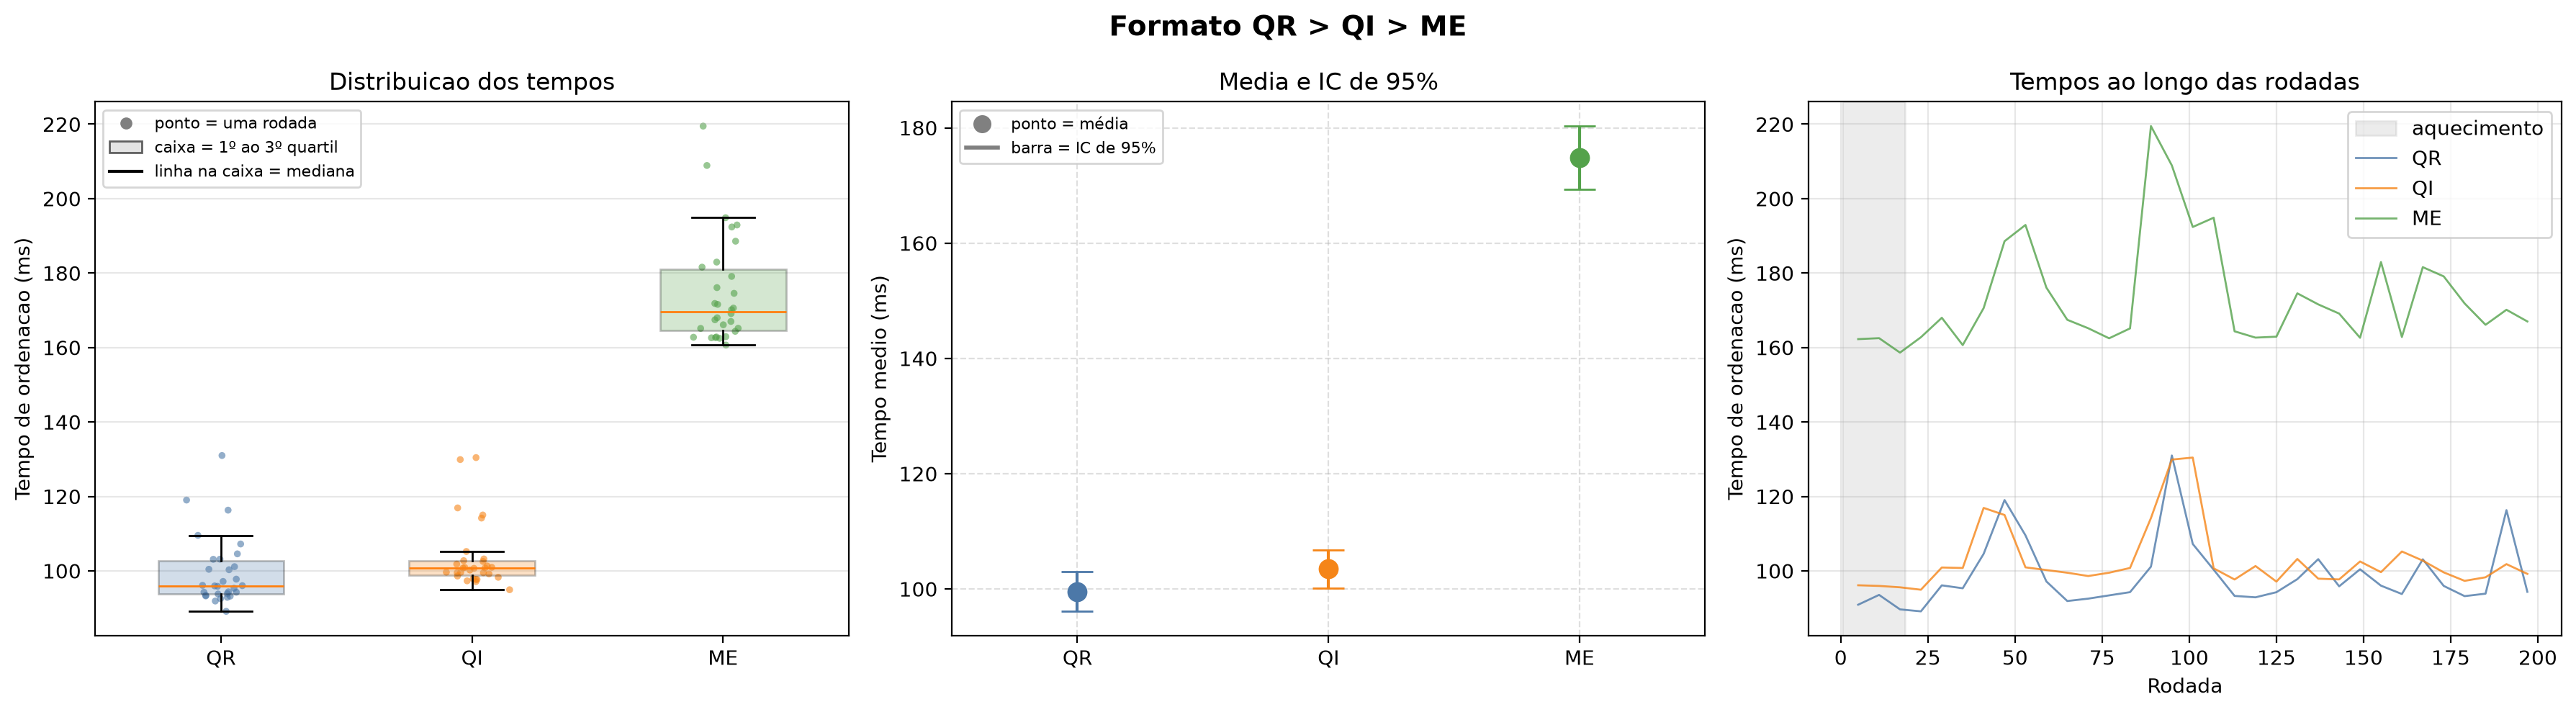 Formato QR > QI > ME
Distribuicao dos tempos
Tempo de ordenacao (ms)
220
200
180
160
140
120
100
ponto = uma rodada
caixa = 1º ao 3º quartil
linha na caixa = mediana
QR
QI
ME
Media e IC de 95%
Tempo medio (ms)
180
160
140
120
100
ponto = média
barra = IC de 95%
QR
QI
ME
Tempos ao longo das rodadas
Tempo de ordenacao (ms)
220
200
180
160
140
120
100
aquecimento
QR
QI
ME
0
25
50
75
100
125
150
175
200
Rodada